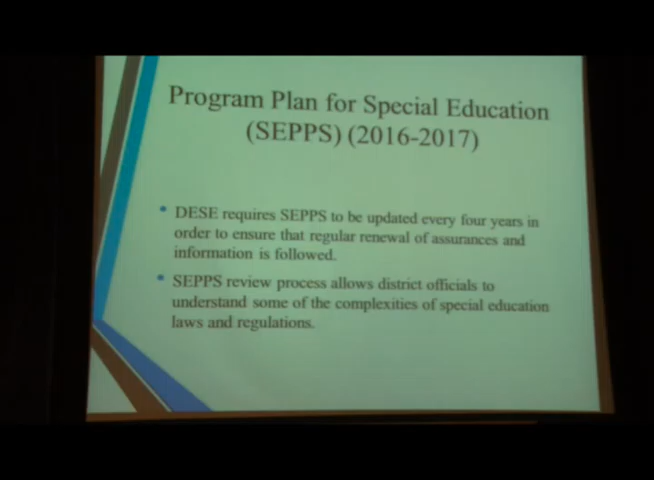 Program Plan for Special Education
(SEPPS) (2016-2017)
• DESE requires SEPPS to be updated every four years in
order to ensure that regular renewal of assurances and
information is followed.
• SEPPS review process allows district officials to
understand some of the complexities of special education
laws and regulations.